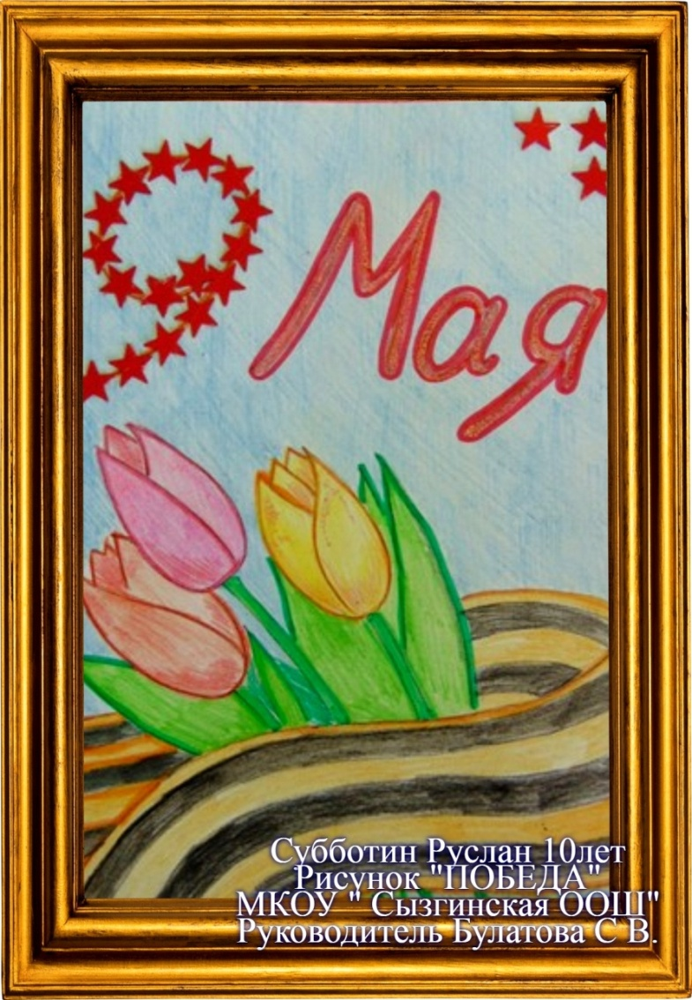 9 Мая
Субботин Руслан 10лет
Рисунок "ПОБЕДА"
МКОУ " Сызгинская ООШ"
Руководитель Булатова С В.